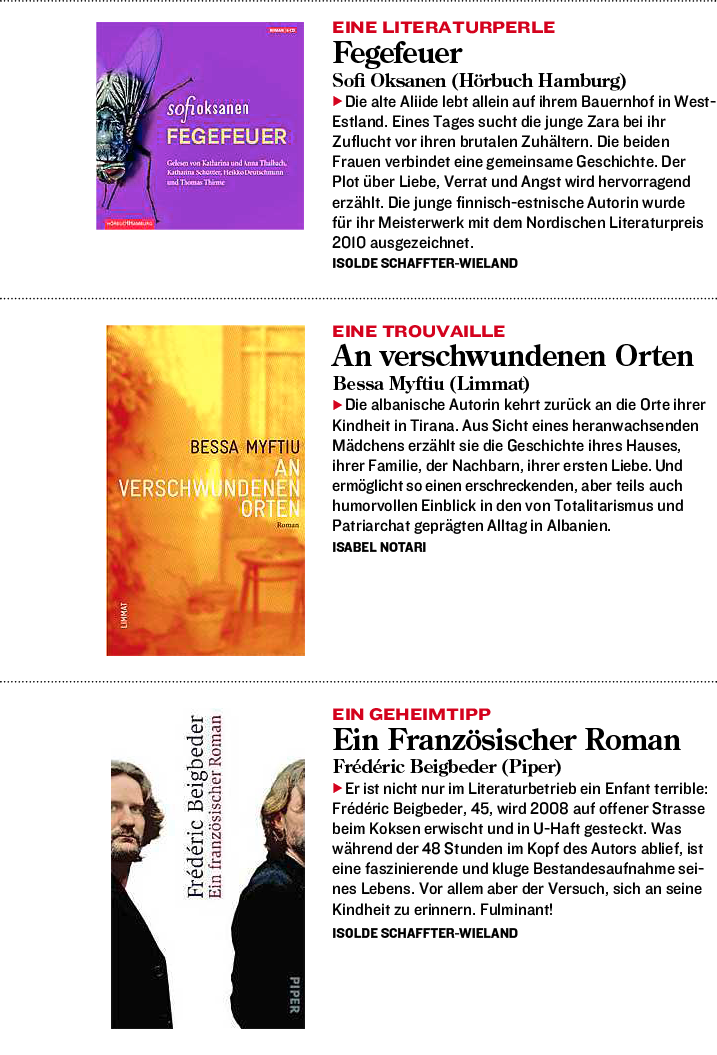 ROMAN
CD
sofi oksanen
FEGEFEUER
Gelesen von Katharina und Anna Thalbach,
Katharina Schüttler, Heikko Deutschmann
und Thomas Thieme
HÖRBUCH HAMBURG
EINE LITERATURPERLE
Fegefeuer
Sofi Oksanen (Hörbuch Hamburg)
▶ Die alte Aliide lebt allein auf ihrem Bauernhof in West-
Estland. Eines Tages sucht die junge Zara bei ihr
Zuflucht vor ihren brutalen Zuhältern. Die beiden
Frauen verbindet eine gemeinsame Geschichte. Der
Plot über Liebe, Verrat und Angst wird hervorragend
erzählt. Die junge finnisch-estnische Autorin wurde
für ihr Meisterwerk mit dem Nordischen Literaturpreis
2010 ausgezeichnet.
ISOLDE SCHAFFTER-WIELAND
BESSA MYFTIU
AN
VERSCHWUNDENEN
ORTEN
Roman
LIMMAT
EINE TROUVAILLE
An verschwundenen Orten
Bessa Myftiu (Limmat)
▶ Die albanische Autorin kehrt zurück an die Orte ihrer
Kindheit in Tirana. Aus Sicht eines heranwachsenden
Mädchens erzählt sie die Geschichte ihres Hauses,
ihrer Familie, der Nachbarn, ihrer ersten Liebe. Und
ermöglicht so einen erschreckenden, aber teils auch
humorvollen Einblick in den von Totalitarismus und
Patriarchat geprägten Alltag in Albanien.
ISABEL NOTARI
Frédéric Beigbeder
Ein französischer Roman
PIPER
EIN GEHEIMTIPP
Ein Französischer Roman
Frédéric Beigbeder (Piper)
▶ Er ist nicht nur im Literaturbetrieb ein Enfant terrible:
Frédéric Beigbeder, 45, wird 2008 auf offener Strasse
beim Koksen erwischt und in U-Haft gesteckt. Was
während der 48 Stunden im Kopf des Autors ablief, ist
eine faszinierende und kluge Bestandesaufnahme sei-
nes Lebens. Vor allem aber der Versuch, sich an seine
Kindheit zu erinnern. Fulminant!
ISOLDE SCHAFFTER-WIELAND